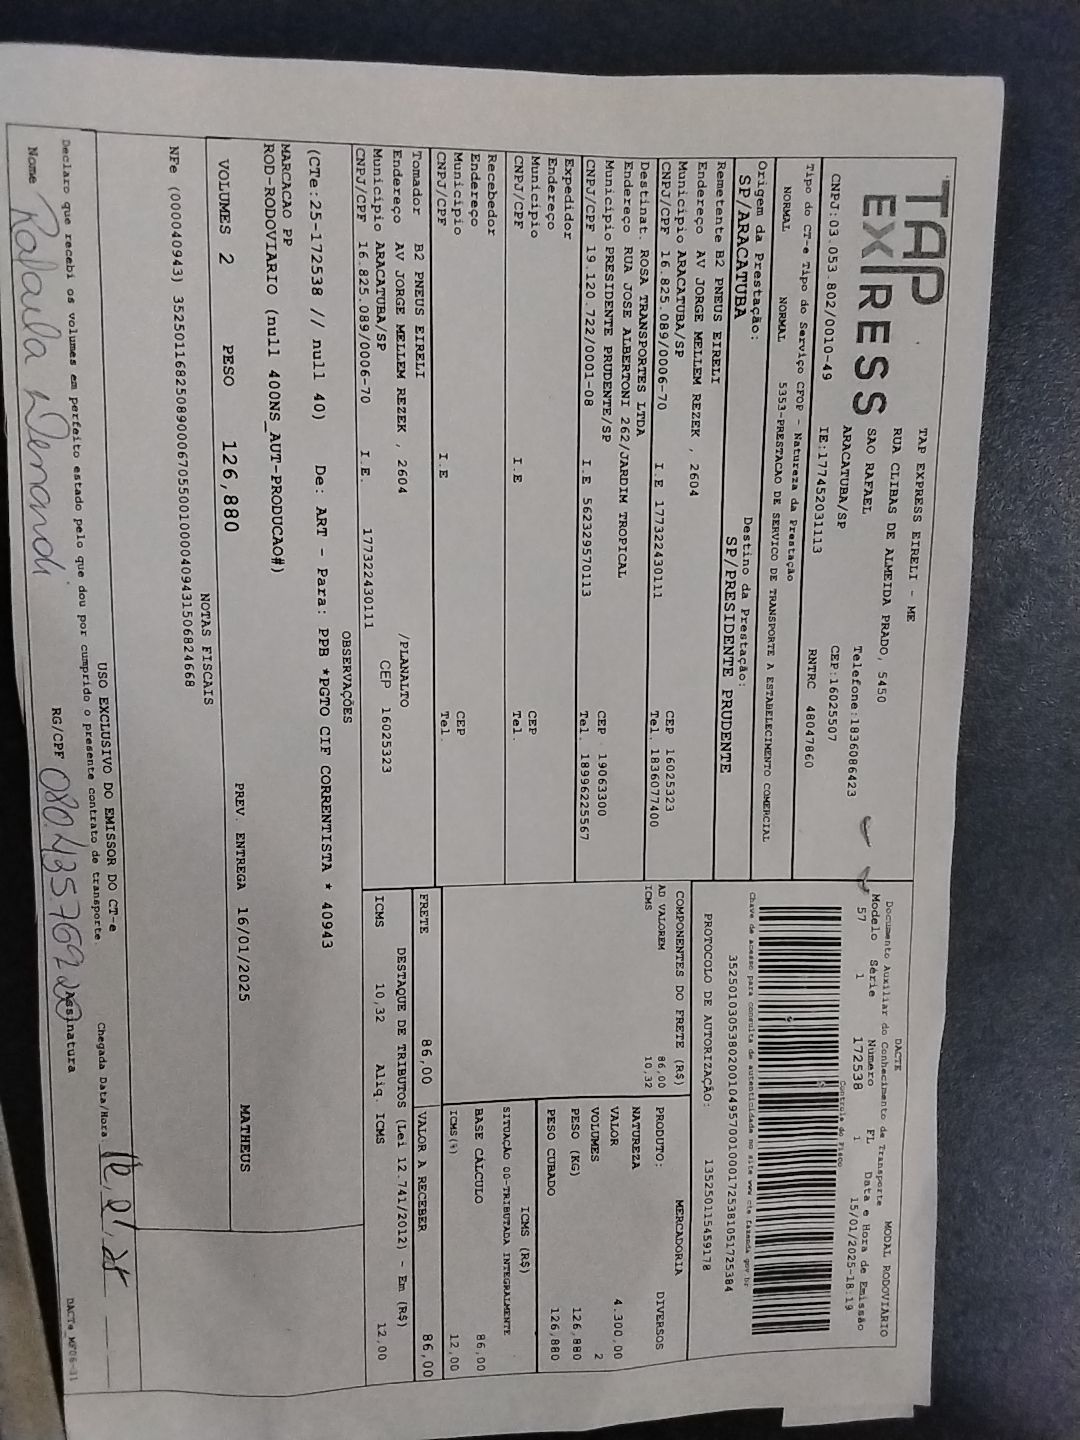 TAP
EXPRESS
TAP EXPRESS EIRELI - ME
RUA CLIBAS DE ALMEIDA PRADO, 5450
SAO RAFAEL Telefone:1836086423
ARACATUBA/SP CEP:16025507
CNPJ:03.053.802/0010-49 IE:177452031113 RNTRC 48047860
Tipo do CT-e Tipo do Serviço CFOP - Natureza da Prestação
NORMAL NORMAL 5353-PRESTACAO DE SERVICO DE TRANSPORTE A ESTABELECIMENTO COMERCIAL
Origem da Prestação: Destino da Prestação:
SP/ARACATUBA SP/PRESIDENTE PRUDENTE
DACTE MODAL RODOVIÁRIO
Documento Auxiliar do Conhecimento de Transporte
Modelo Série Número FL Data e Hora de Emissão
57 1 172538 1 15/01/2025-18:19
Controle do Fisco
Chave de acesso para consulta de autenticidade no site www.cte.fazenda.gov.br
35250103053802001049570010001725381051725384
PROTOCOLO DE AUTORIZAÇÃO: 135250115459178
Remetente B2 PNEUS EIRELI
Endereço AV JORGE MELLEM REZEK , 2604
Município ARACATUBA/SP CEP 16025323
CNPJ/CPF 16.825.089/0006-70 I.E 177322430111 Tel. 1836077400
Destinat. ROSA TRANSPORTES LTDA
Endereço RUA JOSE ALBERTONI 262/JARDIM TROPICAL
Município PRESIDENTE PRUDENTE/SP CEP 19063300
CNPJ/CPF 19.120.722/0001-08 I.E 562329570113 Tel. 18996225567
Expedidor
Endereço
Município CEP
CNPJ/CPF I.E Tel.
Recebedor
Endereço
Município CEP
CNPJ/CPF I.E Tel.
Tomador B2 PNEUS EIRELI
Endereço AV JORGE MELLEM REZEK , 2604 /PLANALTO
Município ARACATUBA/SP CEP 16025323
CNPJ/CPF 16.825.089/0006-70 I.E. 177322430111
COMPONENTES DO FRETE (R$)
AD VALOREM 86,00
ICMS 10,32
MERCADORIA
PRODUTO: DIVERSOS
NATUREZA
VALOR 4.300,00
VOLUMES 2
PESO (KG) 126,880
PESO CUBADO 126,880
ICMS (R$)
SITUAÇÃO 00-TRIBUTADA INTEGRALMENTE
BASE CÁLCULO 86,00
ICMS(%) 12,00
FRETE 86,00 VALOR A RECEBER 86,00
DESTAQUE DE TRIBUTOS (Lei 12.741/2012) - Em (R$)
ICMS 10,32 Aliq. ICMS 12,00
OBSERVAÇÕES
(CTe:25-172538 // null 40) De: ART - Para: PPB *PGTO CIF CORRENTISTA * 40943
MARCACAO PP
ROD-RODOVIARIO (null 400NS_AUT-PRODUCAO#)
VOLUMES 2 PESO 126,880 PREV. ENTREGA 16/01/2025 MATHEUS
NOTAS FISCAIS
NFe (000040943) 35250116825089000670550010000409431506824668
USO EXCLUSIVO DO EMISSOR DO CT-e
Declaro que recebi os volumes em perfeito estado pelo que dou por cumprido o presente contrato de transporte. Chegada Data/Hora
Nome RG/CPF Assinatura
DACTe_MF06-31